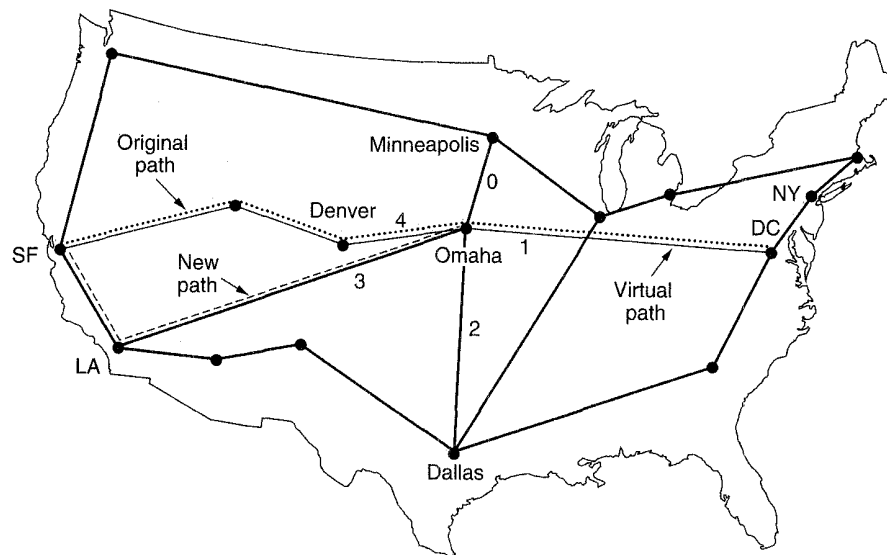 Minneapolis
Original
path
0
NY
Denver
4
DC
SF
Omaha
1
New
path
3
Virtual
path
2
LA
Dallas